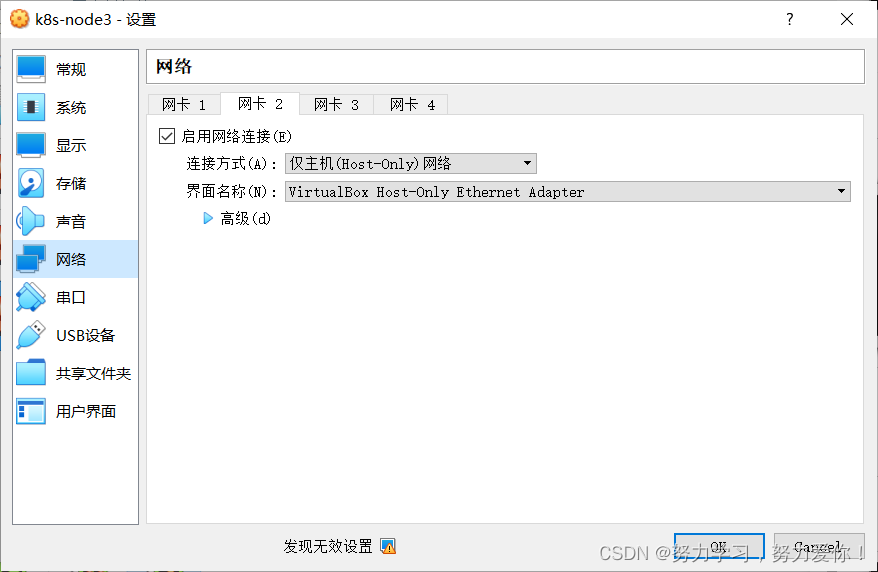 k8s-node3 - 设置
?
常规
系统
显示
存储
声音
网络
串口
USB设备
共享文件夹
用户界面
网络
网卡 1
网卡 2
网卡 3
网卡 4
启用网络连接(E)
连接方式(A): 仅主机(Host-Only)网络
界面名称(N): VirtualBox Host-Only Ethernet Adapter
高级(d)
发现无效设置
OK
Cancel
CSDN @努力学习，努力爱你！